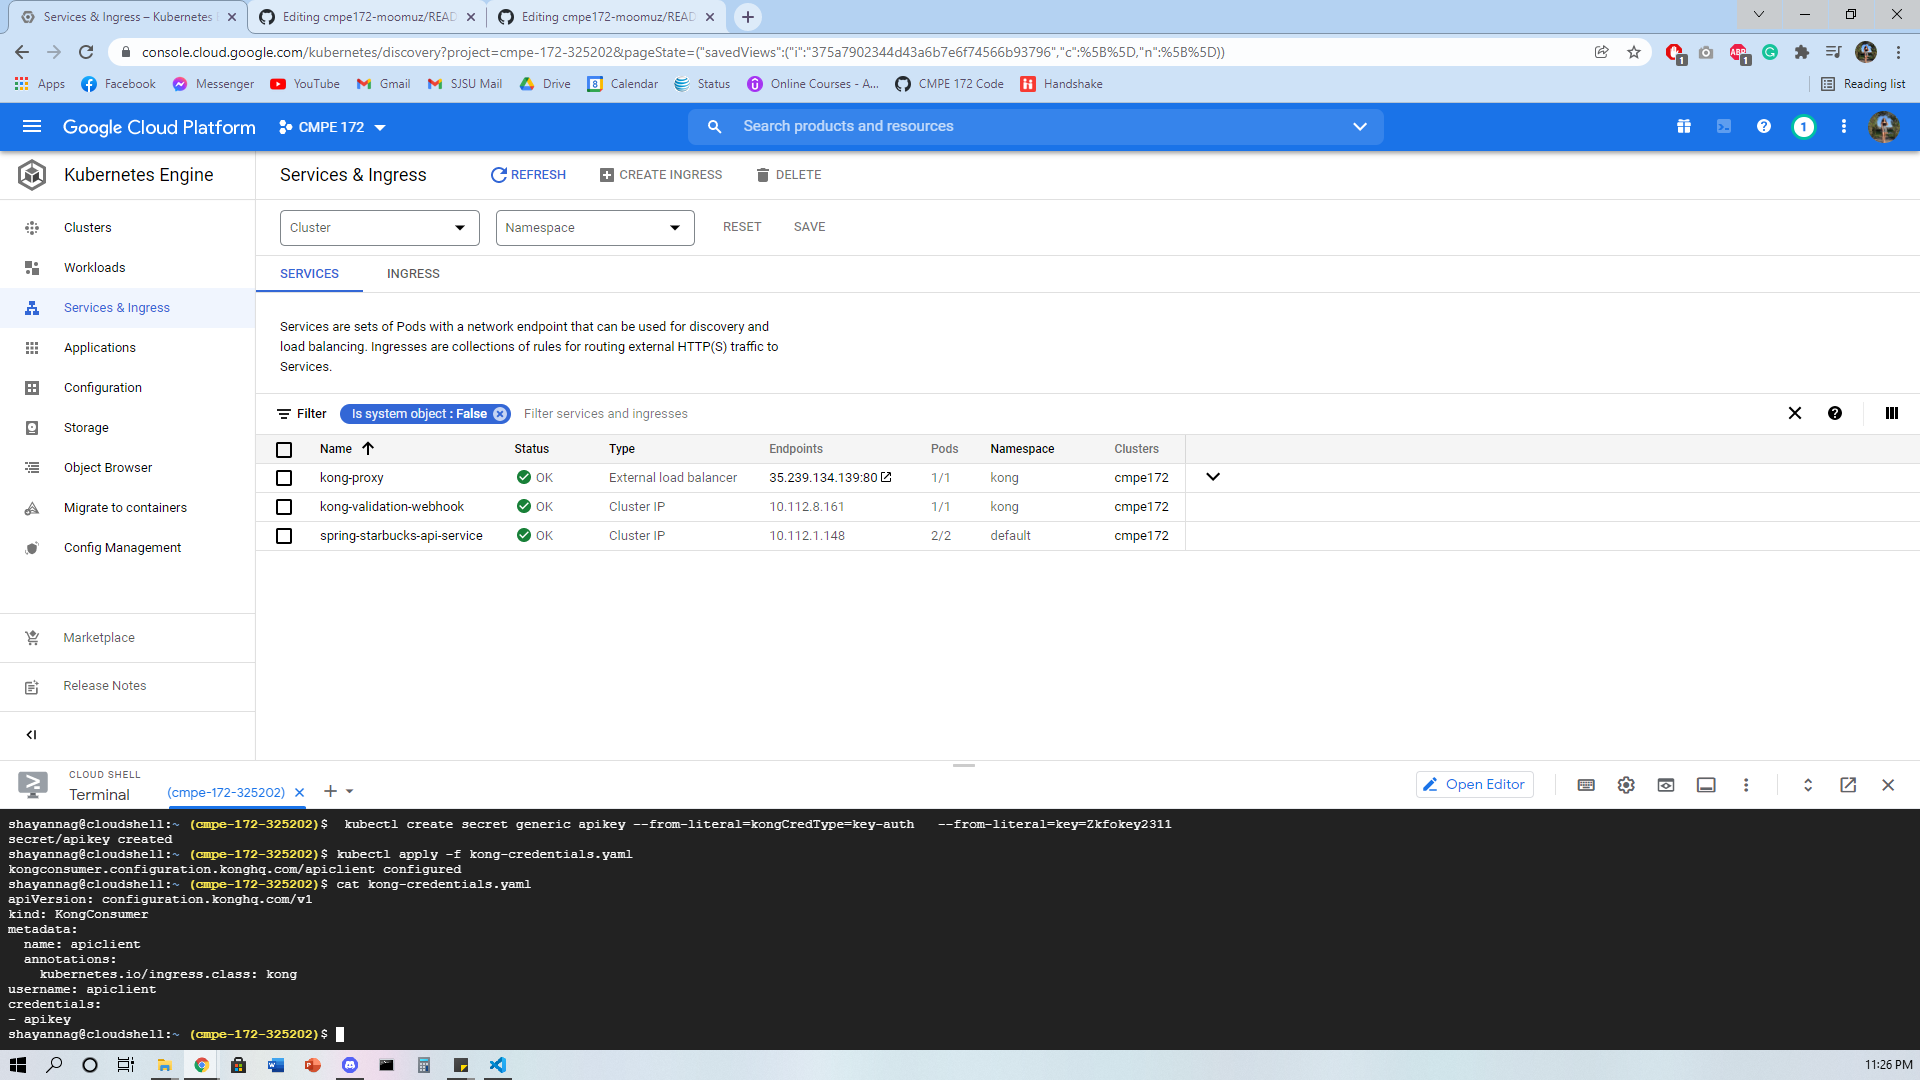 Services & Ingress – Kubernetes
Editing cmpe172-moomuz/READ
Editing cmpe172-moomuz/READ
console.cloud.google.com/kubernetes/discovery?project=cmpe-172-325202&pageState=("savedViews":("i":"375a7902344d43a6b7e6f74566b93796","c":%5B%5D,"n":%5B%5D))
1
ABP
1
Apps
Facebook
Messenger
YouTube
Gmail
SJSU Mail
Drive
Calendar
Status
Online Courses - A...
CMPE 172 Code
Handshake
Reading list
Google Cloud Platform
CMPE 172
Search products and resources
1
Kubernetes Engine
Services & Ingress
REFRESH
CREATE INGRESS
DELETE
Clusters
Workloads
Services & Ingress
Applications
Configuration
Storage
Object Browser
Migrate to containers
Config Management
Marketplace
Release Notes
Cluster
Namespace
RESET
SAVE
SERVICES
INGRESS
Services are sets of Pods with a network endpoint that can be used for discovery and
load balancing. Ingresses are collections of rules for routing external HTTP(S) traffic to
Services.
Filter
Is system object : False
Filter services and ingresses
Name Status Type Endpoints Pods Namespace Clusters
kong-proxy OK External load balancer 35.239.134.139:80 1/1 kong cmpe172
kong-validation-webhook OK Cluster IP 10.112.8.161 1/1 kong cmpe172
spring-starbucks-api-service OK Cluster IP 10.112.1.148 2/2 default cmpe172
CLOUD SHELL
Terminal
(cmpe-172-325202)
Open Editor
shayannag@cloudshell:~ (cmpe-172-325202)$  kubectl create secret generic apikey --from-literal=kongCredType=key-auth   --from-literal=key=Zkfokey2311
secret/apikey created
shayannag@cloudshell:~ (cmpe-172-325202)$ kubectl apply -f kong-credentials.yaml
kongconsumer.configuration.konghq.com/apiclient configured
shayannag@cloudshell:~ (cmpe-172-325202)$ cat kong-credentials.yaml
apiVersion: configuration.konghq.com/v1
kind: KongConsumer
metadata:
  name: apiclient
  annotations:
    kubernetes.io/ingress.class: kong
username: apiclient
credentials:
- apikey
shayannag@cloudshell:~ (cmpe-172-325202)$
11:26 PM